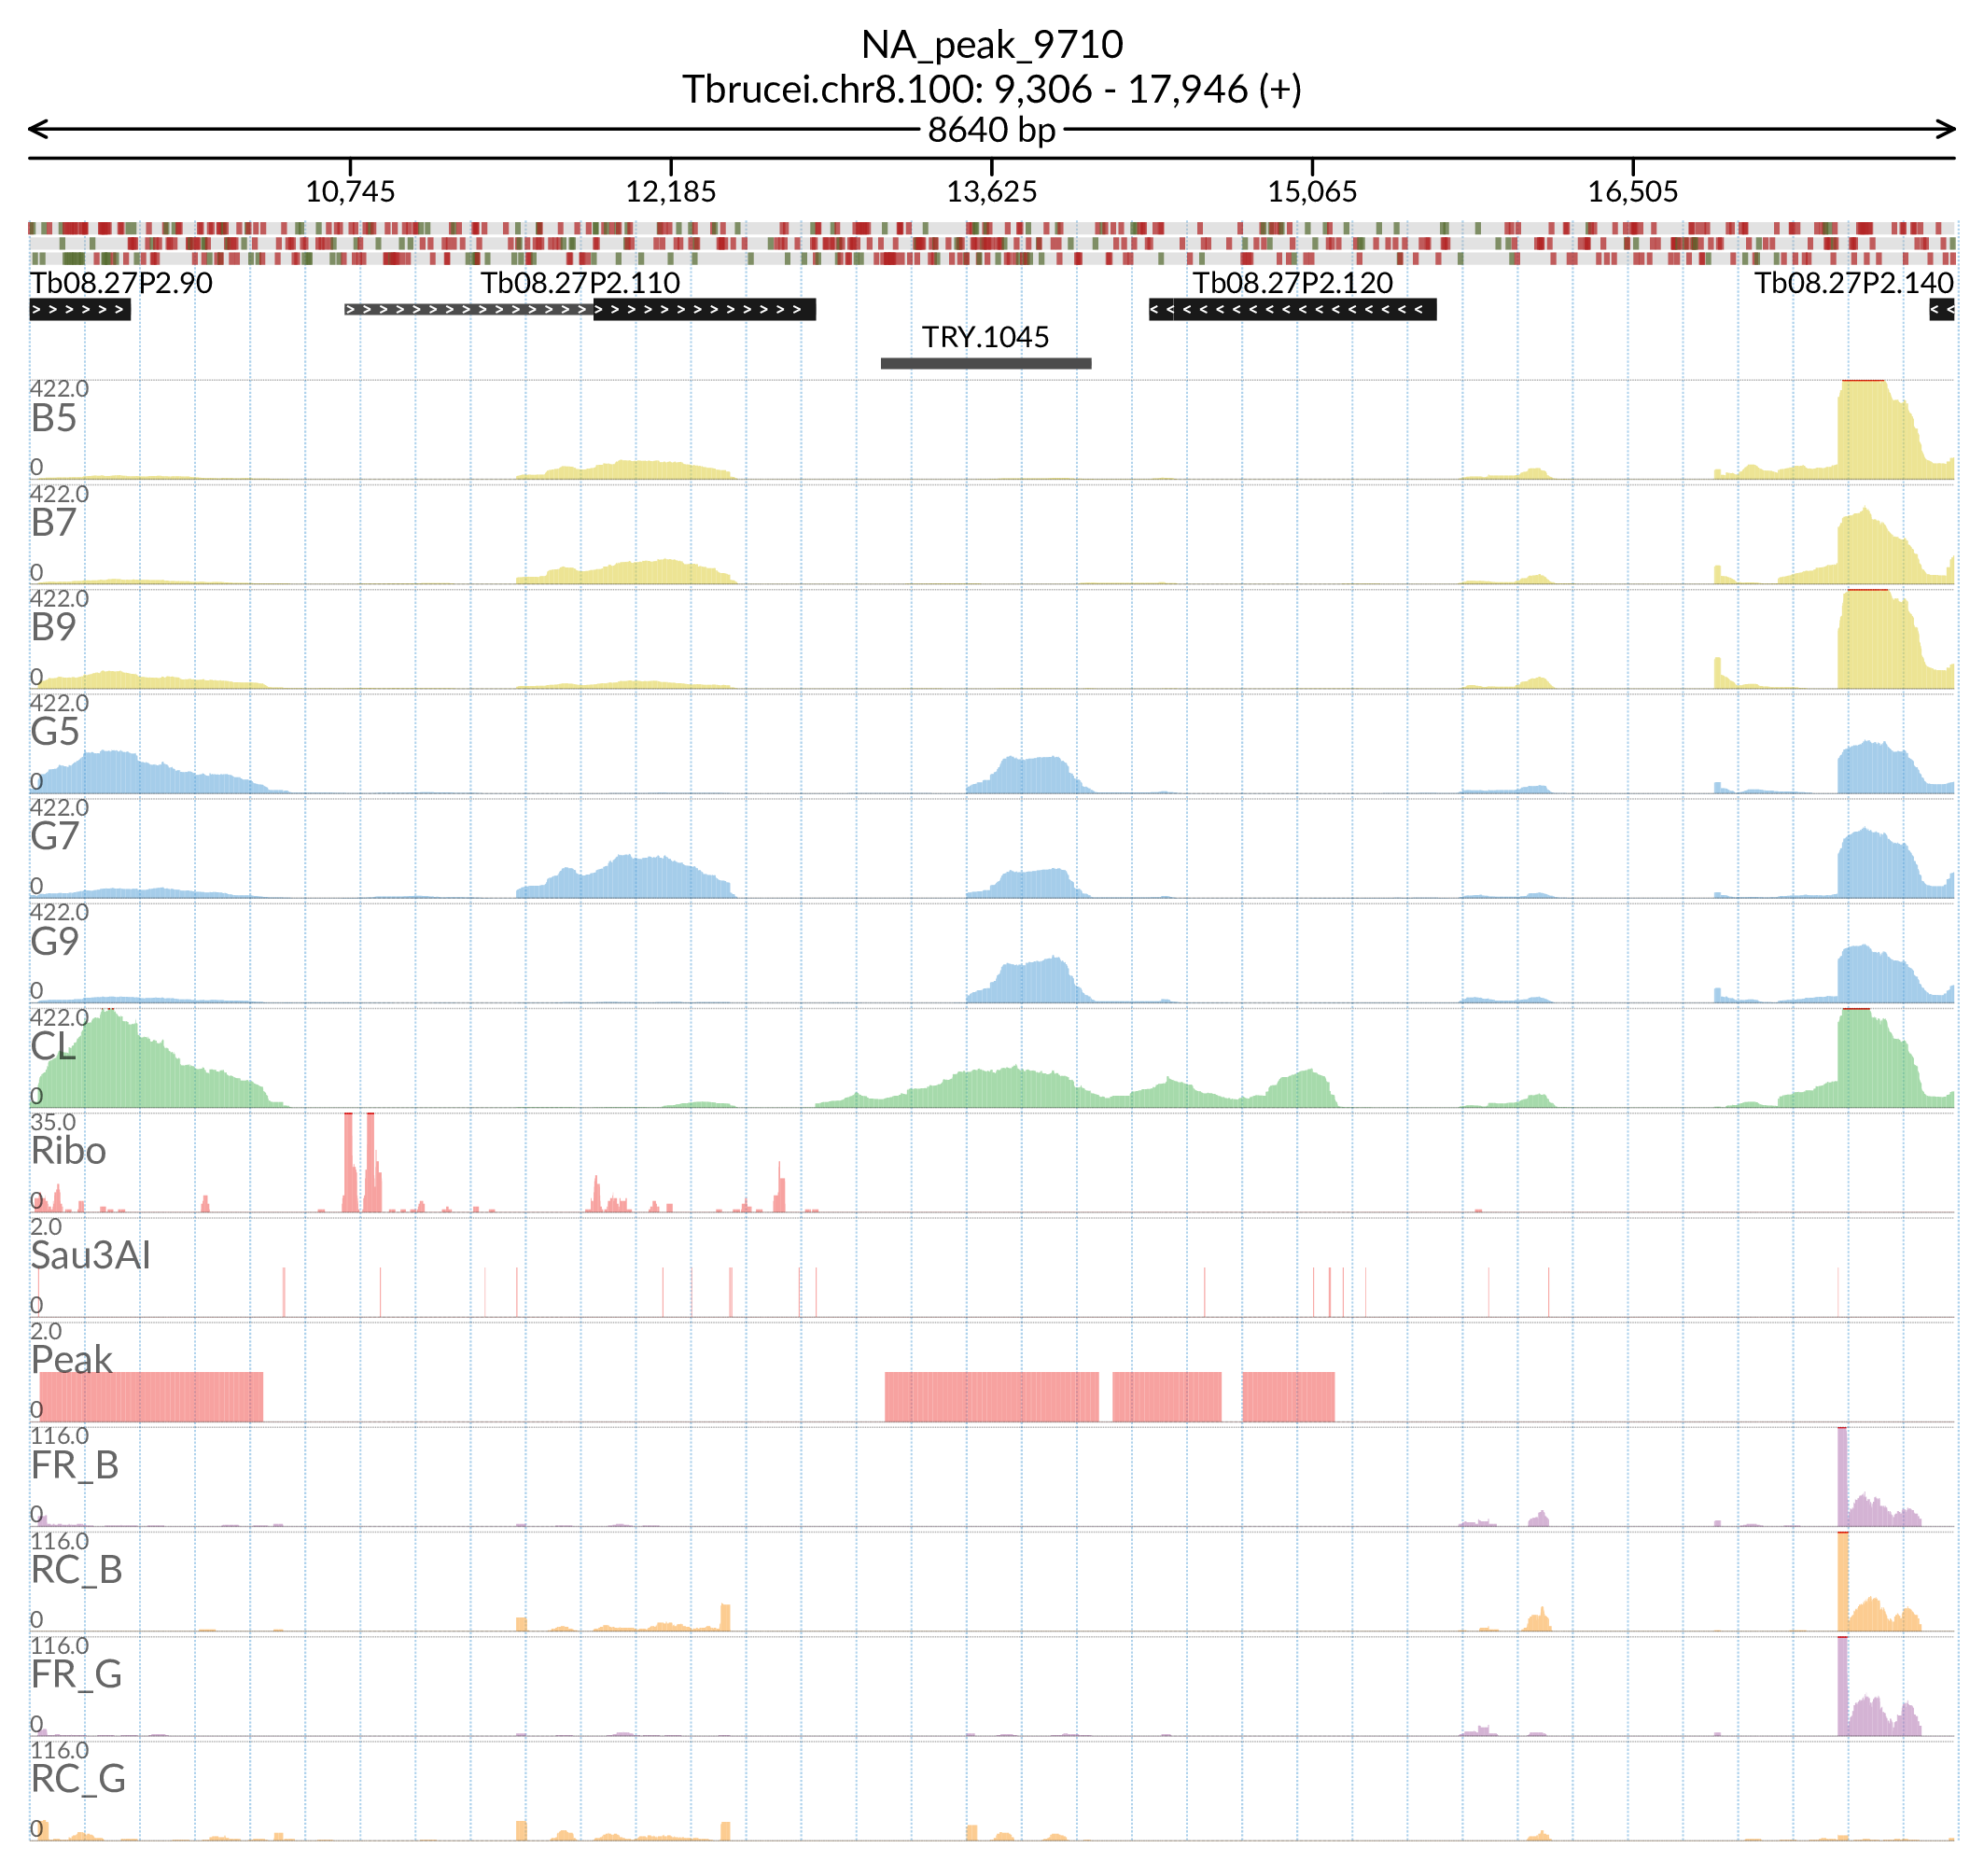 NA_peak_9710
Tbrucei.chr8.100: 9,306 - 17,946 (+)
8640 bp
10,745 12,185 13,625 15,065 16,505
Tb08.27P2.90 Tb08.27P2.110 Tb08.27P2.120 Tb08.27P2.140
TRY.1045
422.0
B5
0
422.0
B7
0
422.0
B9
0
422.0
G5
0
422.0
G7
0
422.0
G9
0
422.0
CL
0
35.0
Ribo
0
2.0
Sau3AI
0
2.0
Peak
0
116.0
FR_B
0
116.0
RC_B
0
116.0
FR_G
0
116.0
RC_G
0